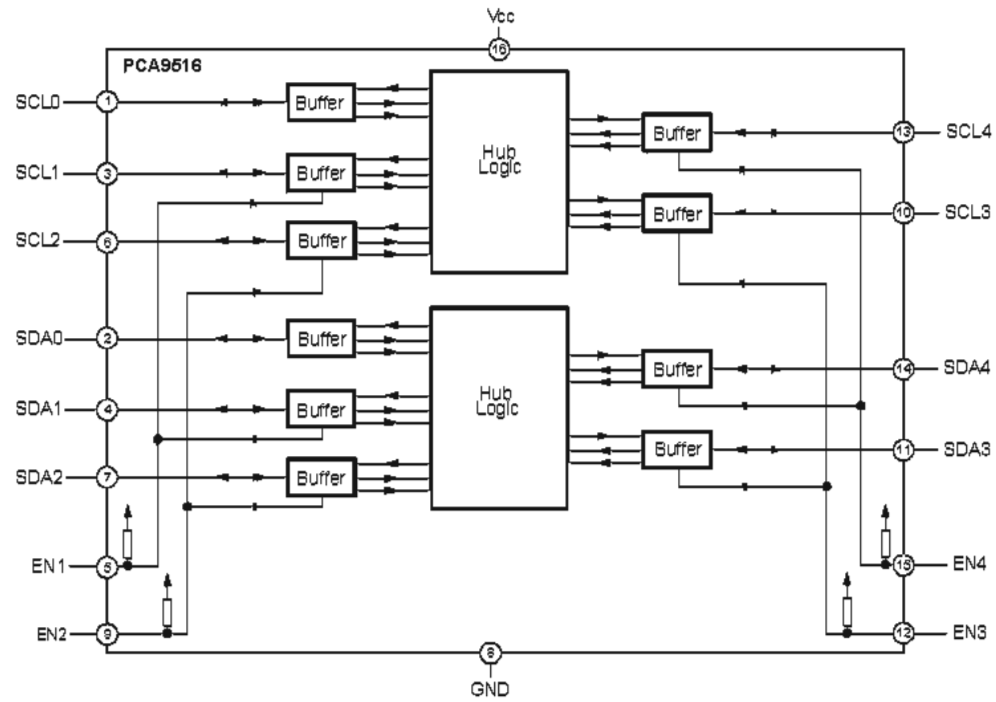 Vcc
16
PCA9516
SCL0 1 Buffer
Buffer 13 SCL4
SCL1 3 Buffer
Hub
Logic
Buffer 10 SCL3
SCL2 6 Buffer
SDA0 2 Buffer
Buffer 14 SDA4
SDA1 4 Buffer
Hub
Logic
Buffer 11 SDA3
SDA2 7 Buffer
EN1 5
15 EN4
EN2 9
12 EN3
8
GND